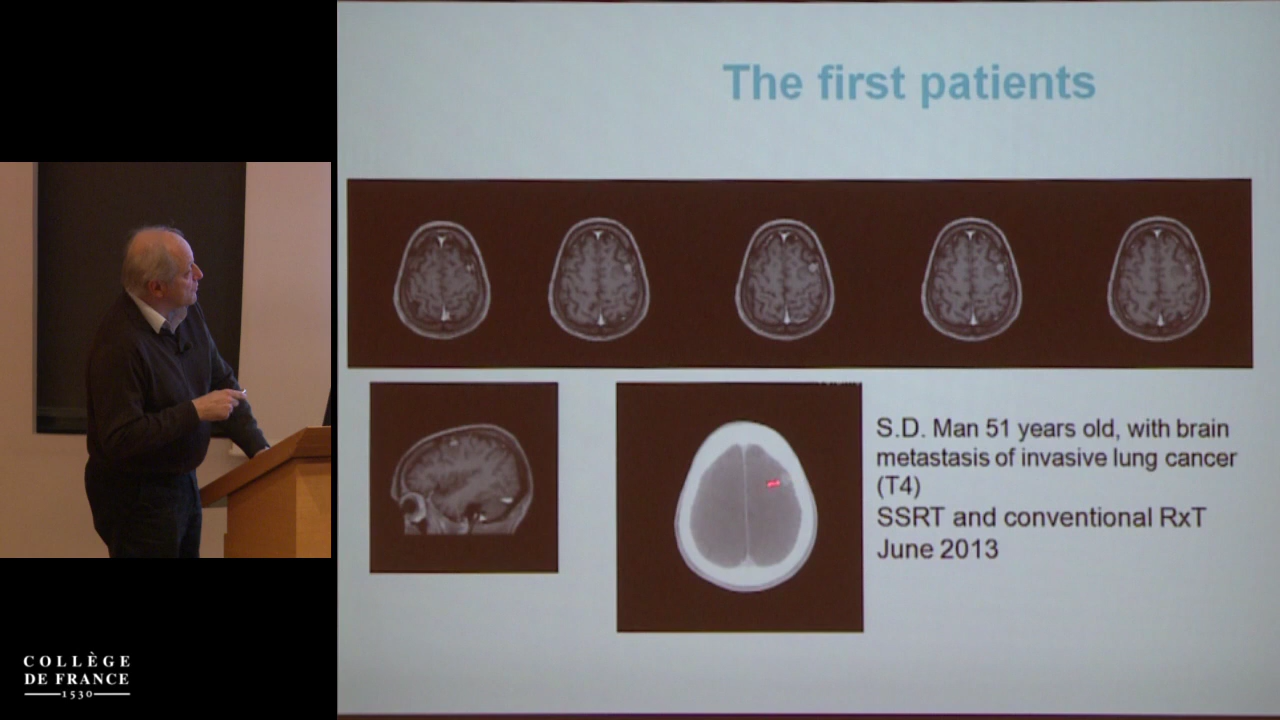 The first patients
S.D. Man 51 years old, with brain
metastasis of invasive lung cancer
(T4)
SSRT and conventional RxT
June 2013
COLLÈGE
DE FRANCE
1530